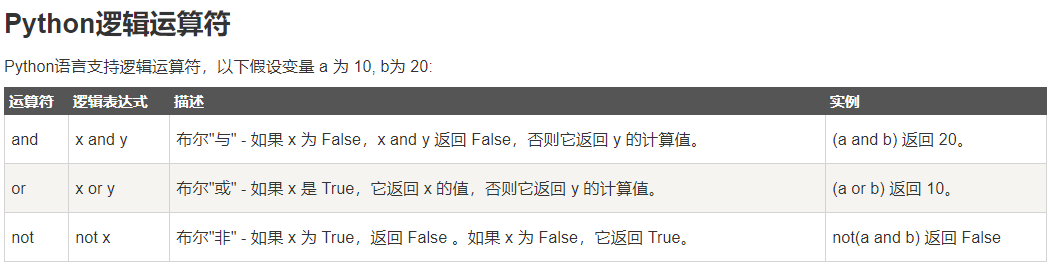 Python逻辑运算符
Python语言支持逻辑运算符，以下假设变量 a 为 10, b为 20:
运算符 逻辑表达式 描述 实例
and x and y 布尔"与" - 如果 x 为 False，x and y 返回 False，否则它返回 y 的计算值。 (a and b) 返回 20。
or x or y 布尔"或" - 如果 x 是 True，它返回 x 的值，否则它返回 y 的计算值。 (a or b) 返回 10。
not not x 布尔"非" - 如果 x 为 True，返回 False 。如果 x 为 False，它返回 True。 not(a and b) 返回 False